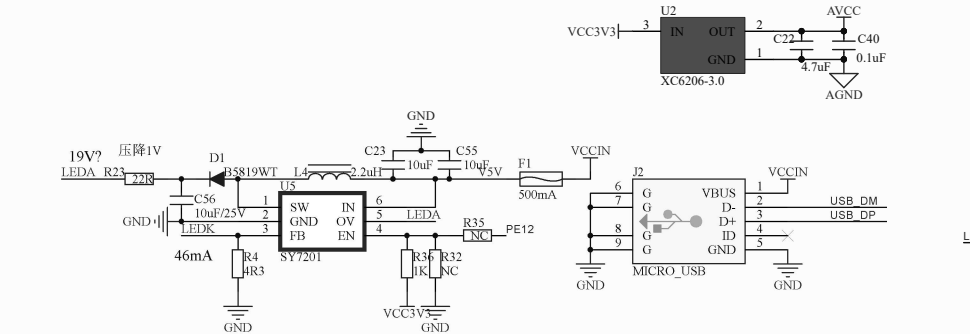 U2
AVCC
VCC3V3
3
IN
OUT
2
GND
1
C22
4.7uF
C40
0.1uF
XC6206-3.0
AGND
GND
19V?
压降1V
LEDA
R23
22R
D1
B5819WT
L4
2.2uH
C23
10uF
C55
10uF
V5V
F1
500mA
VCCIN
C56
10uF/25V
GND
LEDK
U5
1
SW
IN
6
2
GND
OV
5
LEDA
3
FB
EN
4
SY7201
46mA
R4
4R3
GND
R35
NC
PE12
R36
1K
R32
NC
VCC3V3
GND
J2
6
G
VBUS
1
VCCIN
7
G
D-
2
USB_DM
D+
3
USB_DP
8
G
ID
4
9
G
GND
5
MICRO_USB
GND
GND